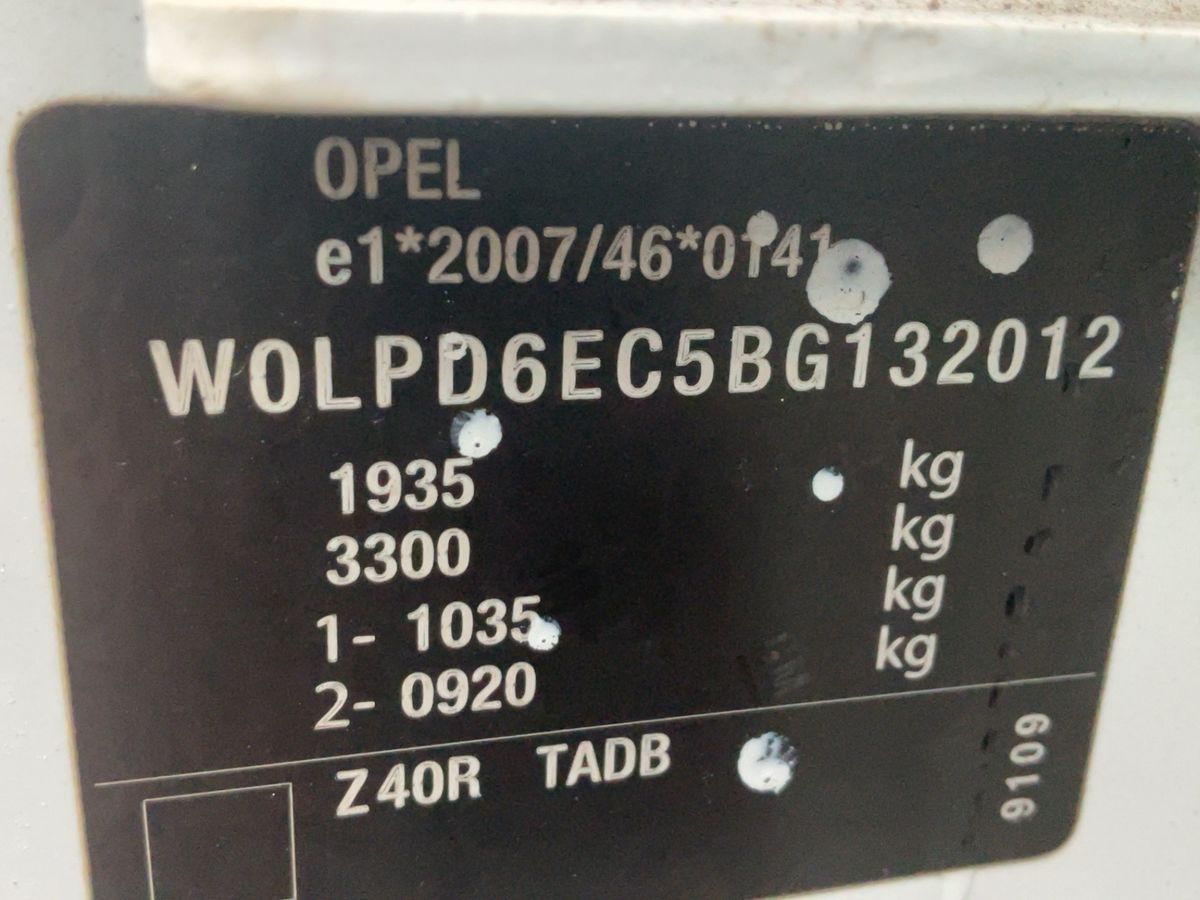 OPEL
e1*2007/46*0141
W0LPD6EC5BG132012
1935 kg
3300 kg
1- 1035 kg
2- 0920 kg
Z40R TADB
9109